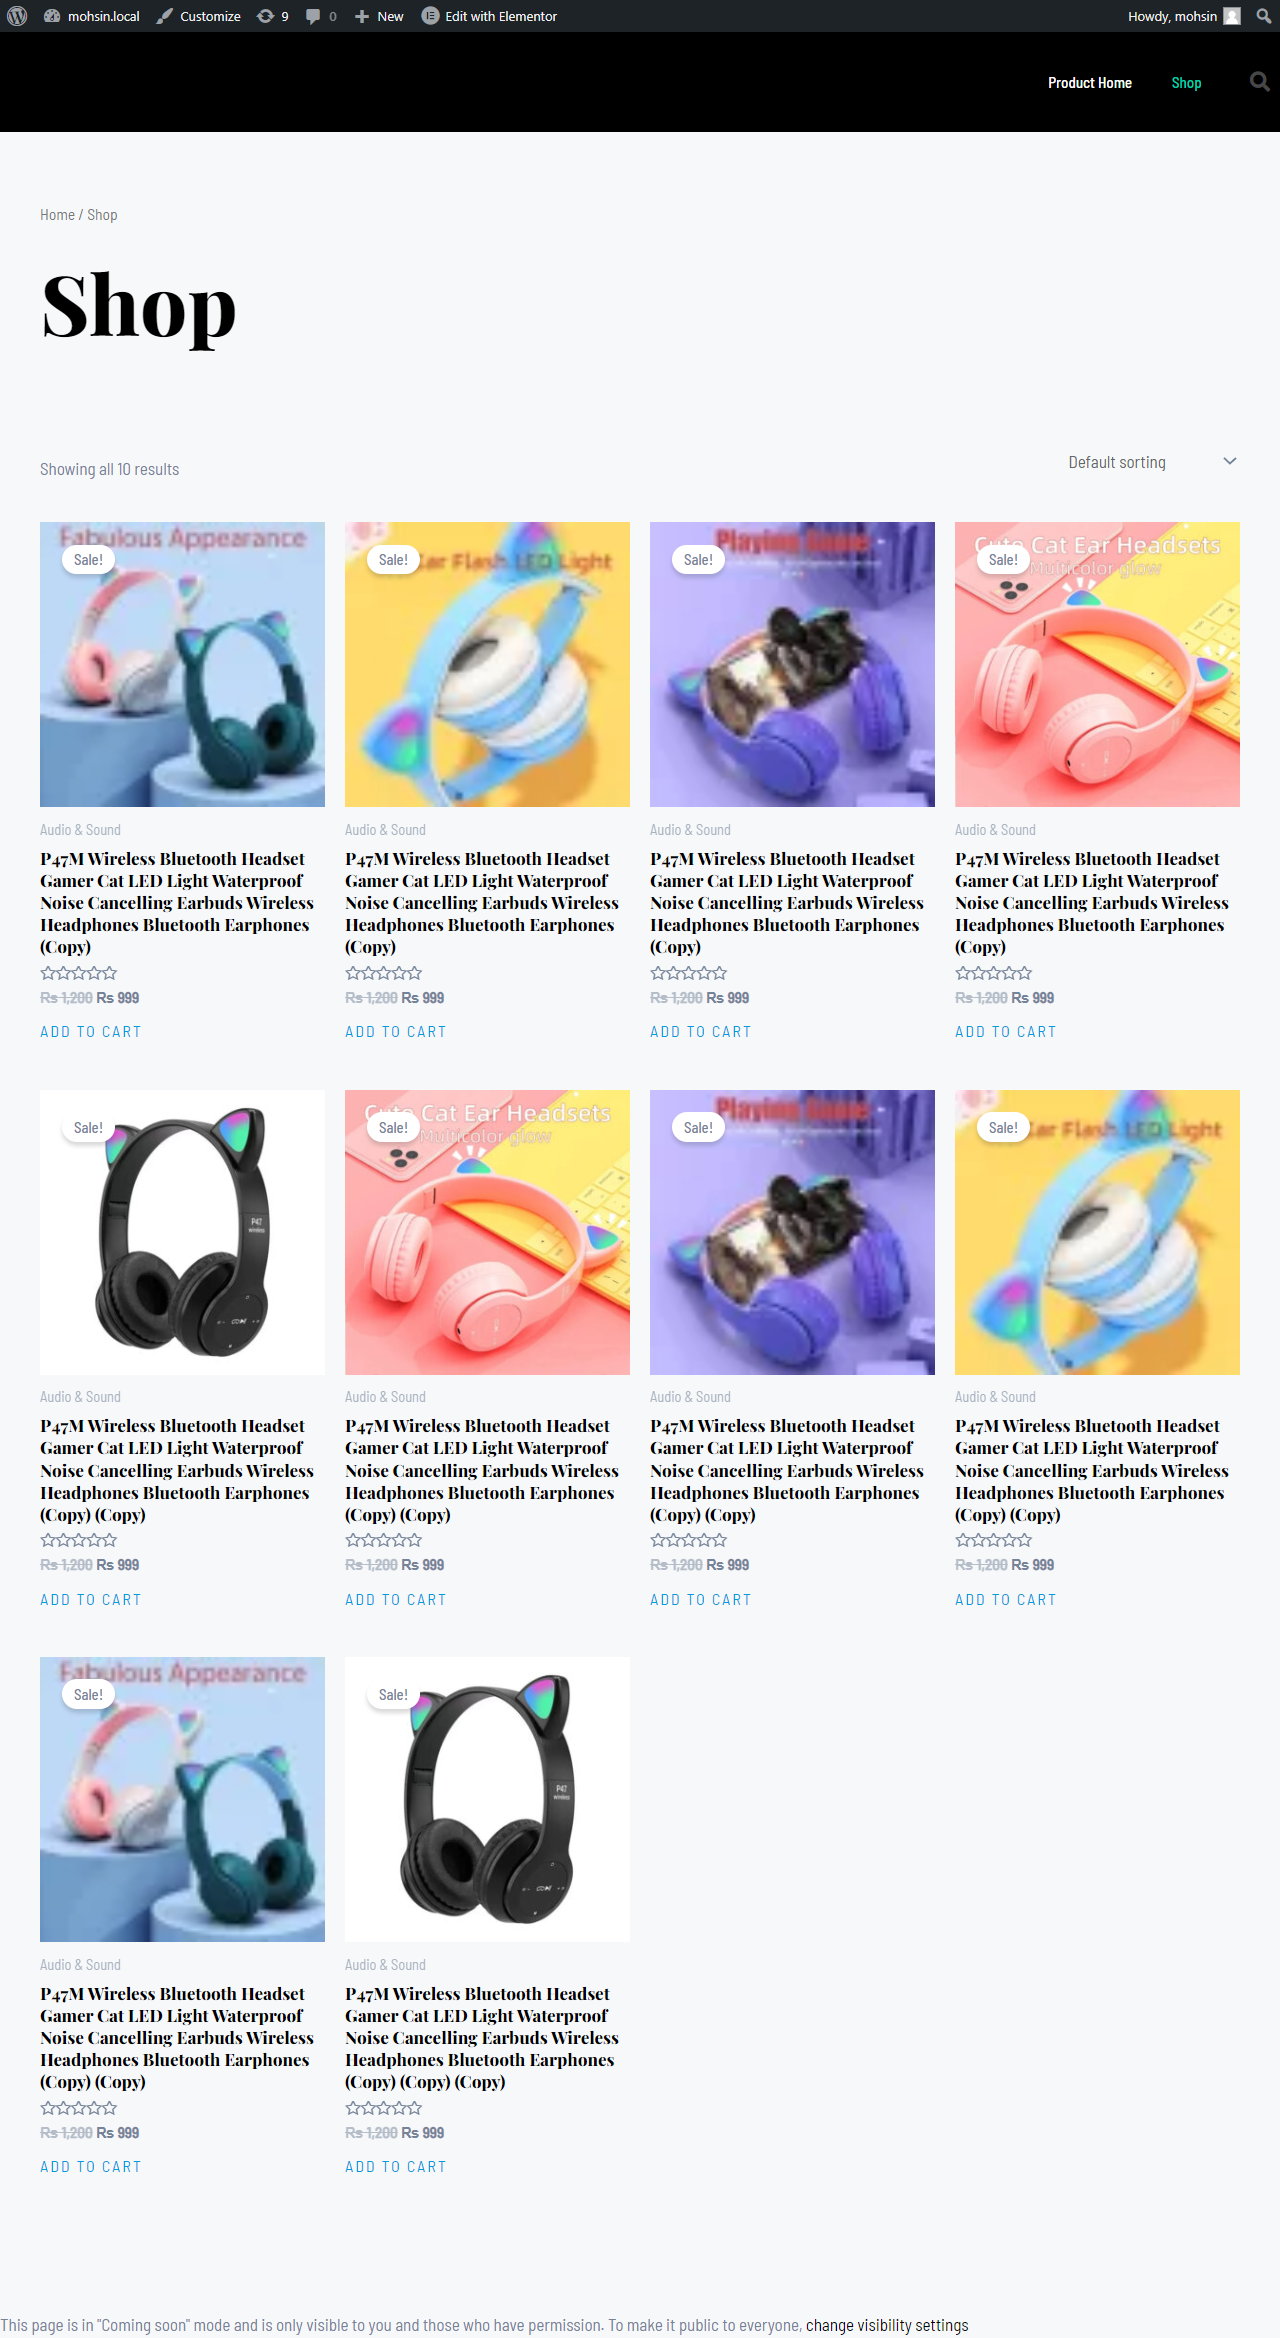 mohsin.local Customize 9 0 New Edit with Elementor Howdy, mohsin
Product Home Shop
Home / Shop
Shop
Showing all 10 results
Default sorting
Fabulous Appearance
Sale!
Ear Flash LED Light
Sale!
Playing Game
Sale!
Cute Cat Ear Headsets
Multicolor glow
Sale!
Audio & Sound
P47M Wireless Bluetooth Headset
Gamer Cat LED Light Waterproof
Noise Cancelling Earbuds Wireless
Headphones Bluetooth Earphones
(Copy)
Rs 1,200 Rs 999
ADD TO CART
Audio & Sound
P47M Wireless Bluetooth Headset
Gamer Cat LED Light Waterproof
Noise Cancelling Earbuds Wireless
Headphones Bluetooth Earphones
(Copy)
Rs 1,200 Rs 999
ADD TO CART
Audio & Sound
P47M Wireless Bluetooth Headset
Gamer Cat LED Light Waterproof
Noise Cancelling Earbuds Wireless
Headphones Bluetooth Earphones
(Copy)
Rs 1,200 Rs 999
ADD TO CART
Audio & Sound
P47M Wireless Bluetooth Headset
Gamer Cat LED Light Waterproof
Noise Cancelling Earbuds Wireless
Headphones Bluetooth Earphones
(Copy)
Rs 1,200 Rs 999
ADD TO CART
Sale!
P47
wireless
Cute Cat Ear Headsets
Multicolor glow
Sale!
Playing Game
Sale!
Ear Flash LED Light
Sale!
Audio & Sound
P47M Wireless Bluetooth Headset
Gamer Cat LED Light Waterproof
Noise Cancelling Earbuds Wireless
Headphones Bluetooth Earphones
(Copy) (Copy)
Rs 1,200 Rs 999
ADD TO CART
Audio & Sound
P47M Wireless Bluetooth Headset
Gamer Cat LED Light Waterproof
Noise Cancelling Earbuds Wireless
Headphones Bluetooth Earphones
(Copy) (Copy)
Rs 1,200 Rs 999
ADD TO CART
Audio & Sound
P47M Wireless Bluetooth Headset
Gamer Cat LED Light Waterproof
Noise Cancelling Earbuds Wireless
Headphones Bluetooth Earphones
(Copy) (Copy)
Rs 1,200 Rs 999
ADD TO CART
Audio & Sound
P47M Wireless Bluetooth Headset
Gamer Cat LED Light Waterproof
Noise Cancelling Earbuds Wireless
Headphones Bluetooth Earphones
(Copy) (Copy)
Rs 1,200 Rs 999
ADD TO CART
Fabulous Appearance
Sale!
Sale!
P47
wireless
Audio & Sound
P47M Wireless Bluetooth Headset
Gamer Cat LED Light Waterproof
Noise Cancelling Earbuds Wireless
Headphones Bluetooth Earphones
(Copy) (Copy)
Rs 1,200 Rs 999
ADD TO CART
Audio & Sound
P47M Wireless Bluetooth Headset
Gamer Cat LED Light Waterproof
Noise Cancelling Earbuds Wireless
Headphones Bluetooth Earphones
(Copy) (Copy) (Copy)
Rs 1,200 Rs 999
ADD TO CART
This page is in "Coming soon" mode and is only visible to you and those who have permission. To make it public to everyone, change visibility settings